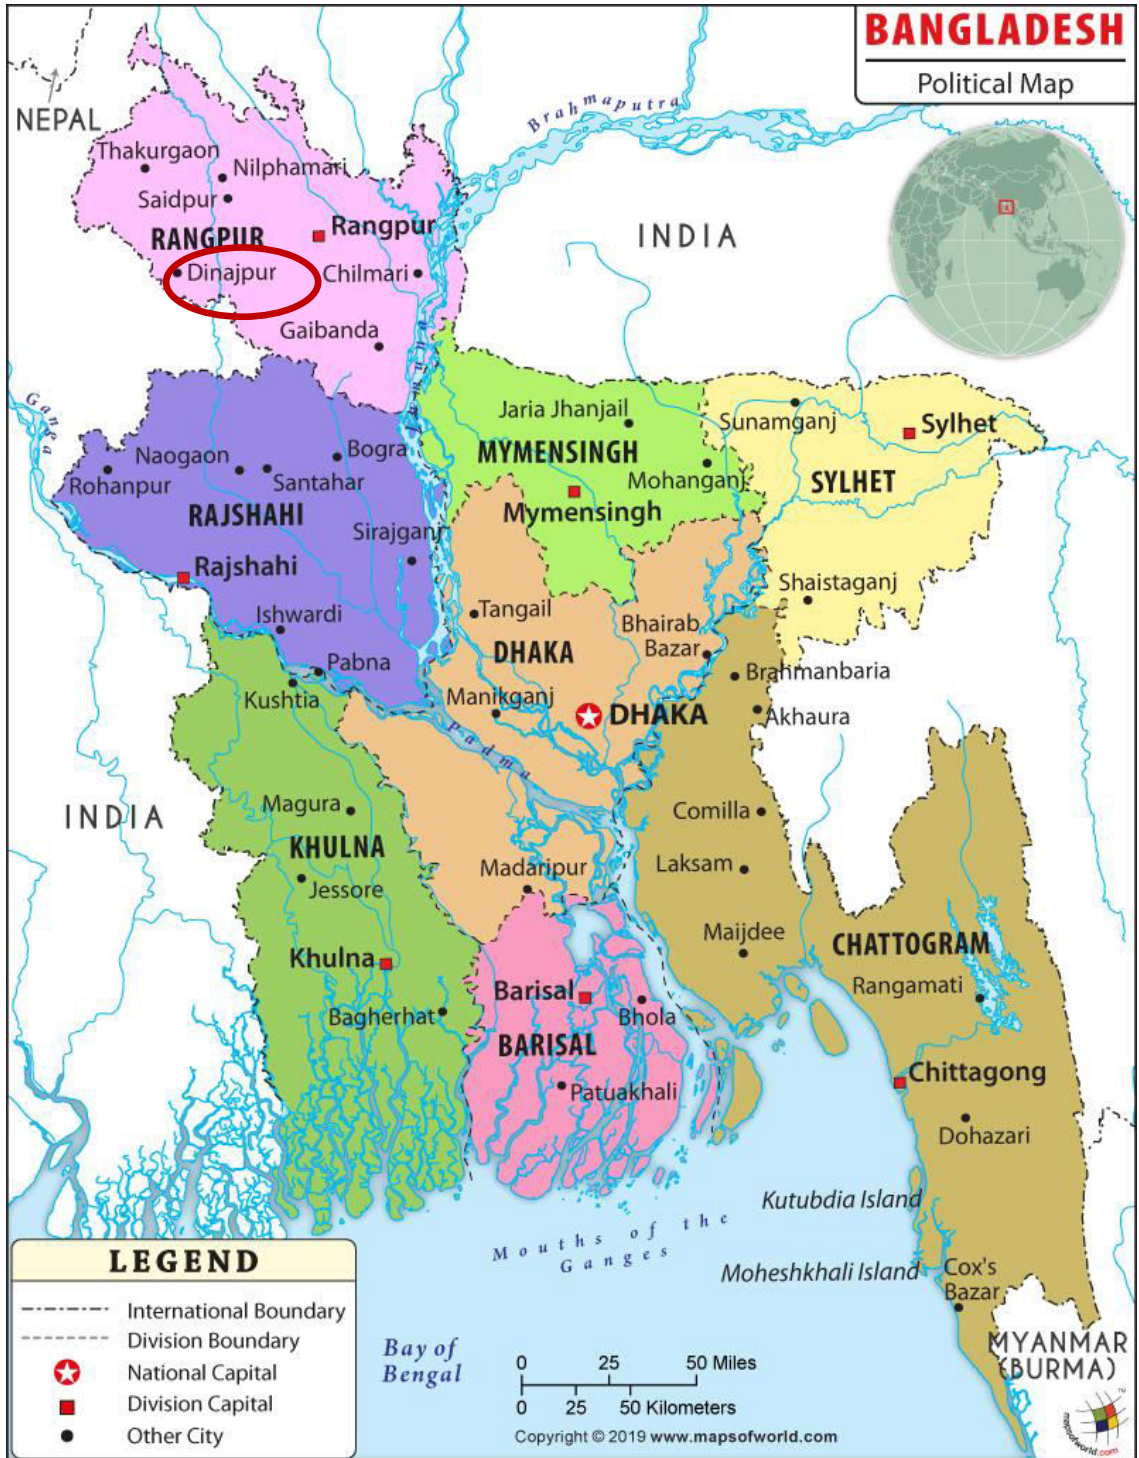 BANGLADESH
Political Map
NEPAL
Brahmaputra
Thakurgaon
Nilphamari
Saidpur
Rangpur
RANGPUR
INDIA
Dinajpur
Chilmari
Gaibanda
Ganga
Jaria Jhanjail
Sunamganj
Sylhet
Naogaon
Bogra
MYMENSINGH
Rohanpur
Santahar
Mohanganj
SYLHET
RAJSHAHI
Mymensingh
Sirajganj
Rajshahi
Shaistaganj
Ishwardi
Tangail
Bhairab
Bazar
DHAKA
Pabna
Brahmanbaria
Kushtia
Manikganj
DHAKA
Akhaura
Padma
INDIA
Magura
Comilla
KHULNA
Madaripur
Laksam
Jessore
Maijdee
CHATTOGRAM
Khulna
Barisal
Rangamati
Bagherhat
Bhola
BARISAL
Chittagong
Patuakhali
Dohazari
Kutubdia Island
Mouths of the
Ganges
Moheshkhali Island
Cox's
Bazar
LEGEND
International Boundary
Division Boundary
National Capital
Division Capital
Other City
Bay of
Bengal
0 25 50 Miles
0 25 50 Kilometers
Copyright © 2019 www.mapsofworld.com
MYANMAR
(BURMA)
mapsofworld.com
TM